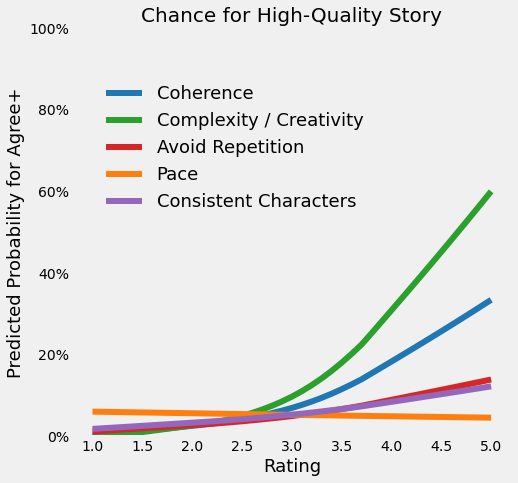 Chance for High-Quality Story
100%
80%
60%
40%
20%
0%
Predicted Probability for Agree+
Coherence
Complexity / Creativity
Avoid Repetition
Pace
Consistent Characters
1.0 1.5 2.0 2.5 3.0 3.5 4.0 4.5 5.0
Rating